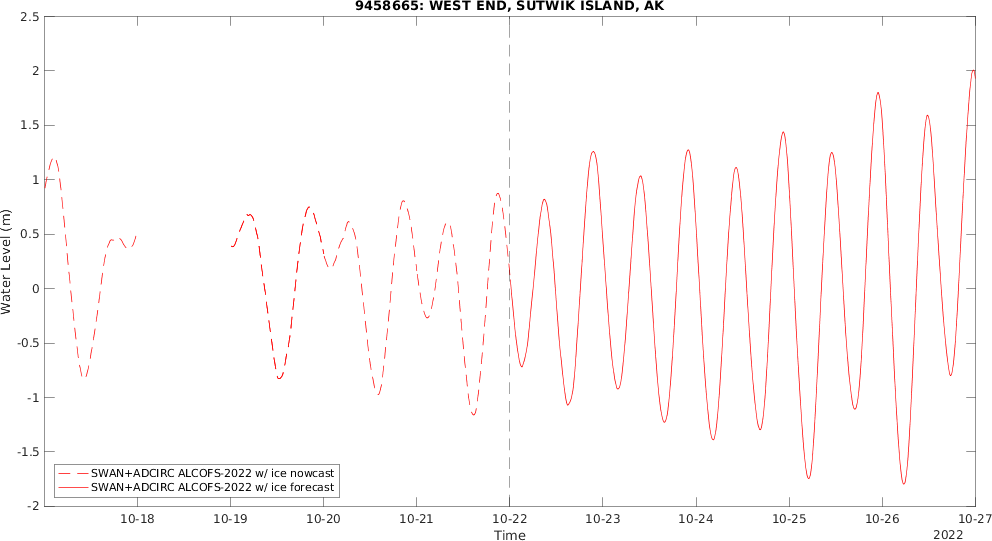 9458665: WEST END, SUTWIK ISLAND, AK
2.5
2
1.5
1
0.5
0
-0.5
-1
-1.5
-2
Water Level (m)
SWAN+ADCIRC ALCOFS-2022 w/ ice nowcast
SWAN+ADCIRC ALCOFS-2022 w/ ice forecast
10-18 10-19 10-20 10-21 10-22 10-23 10-24 10-25 10-26 10-27
Time
2022